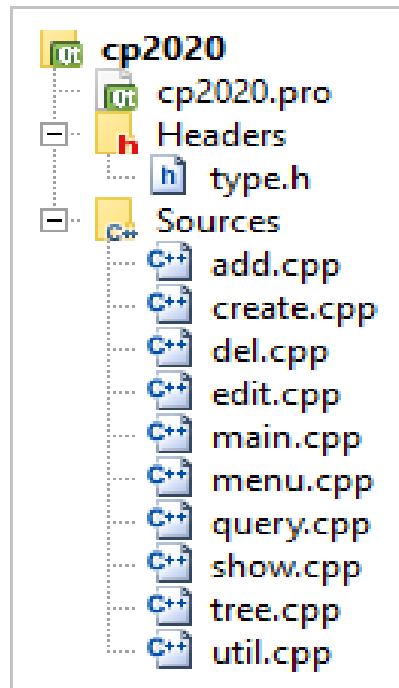 cp2020
cp2020.pro
Headers
type.h
Sources
add.cpp
create.cpp
del.cpp
edit.cpp
main.cpp
menu.cpp
query.cpp
show.cpp
tree.cpp
util.cpp